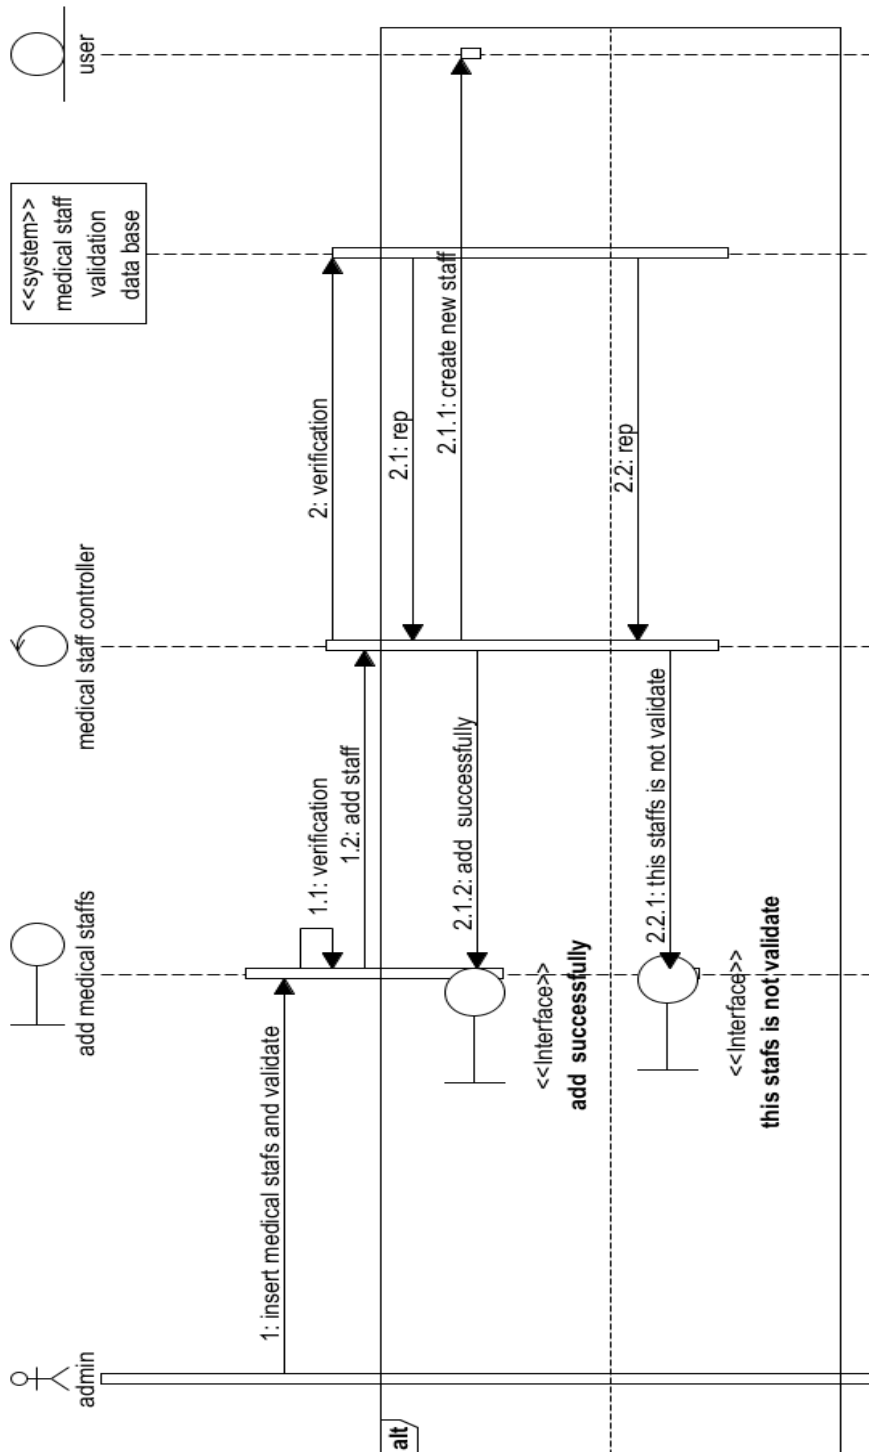 admin
add medical staffs
medical staff controller
<<system>>
medical staff
validation
data base
user
1: insert medical stafs and validate
1.1: verification
2: verification
1.2: add staff
alt
2.1: rep
2.1.1: create new staff
2.1.2: add successfully
<<Interface>>
add successfully
2.2: rep
2.2.1: this staffs is not validate
<<Interface>>
this stafs is not validate